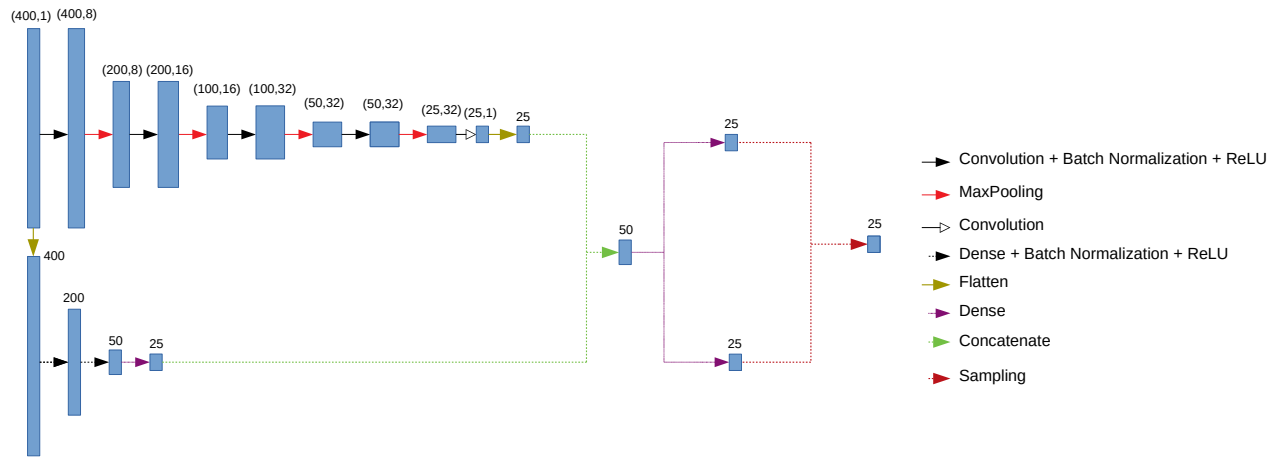 (400,1)
(400,8)
(200,8)
(200,16)
(100,16)
(100,32)
(50,32)
(50,32)
(25,32)
(25,1)
25
400
200
50
25
50
25
25
25
Convolution + Batch Normalization + ReLU
MaxPooling
Convolution
Dense + Batch Normalization + ReLU
Flatten
Dense
Concatenate
Sampling